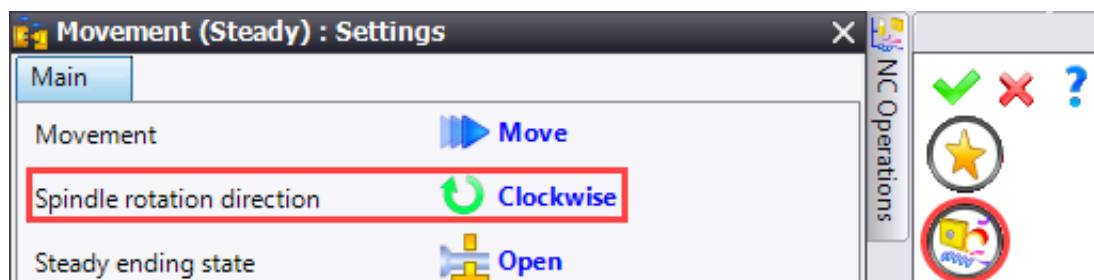 Movement (Steady) : Settings
Main
Movement
Move
Spindle rotation direction
Clockwise
Steady ending state
Open
NC Operations
?